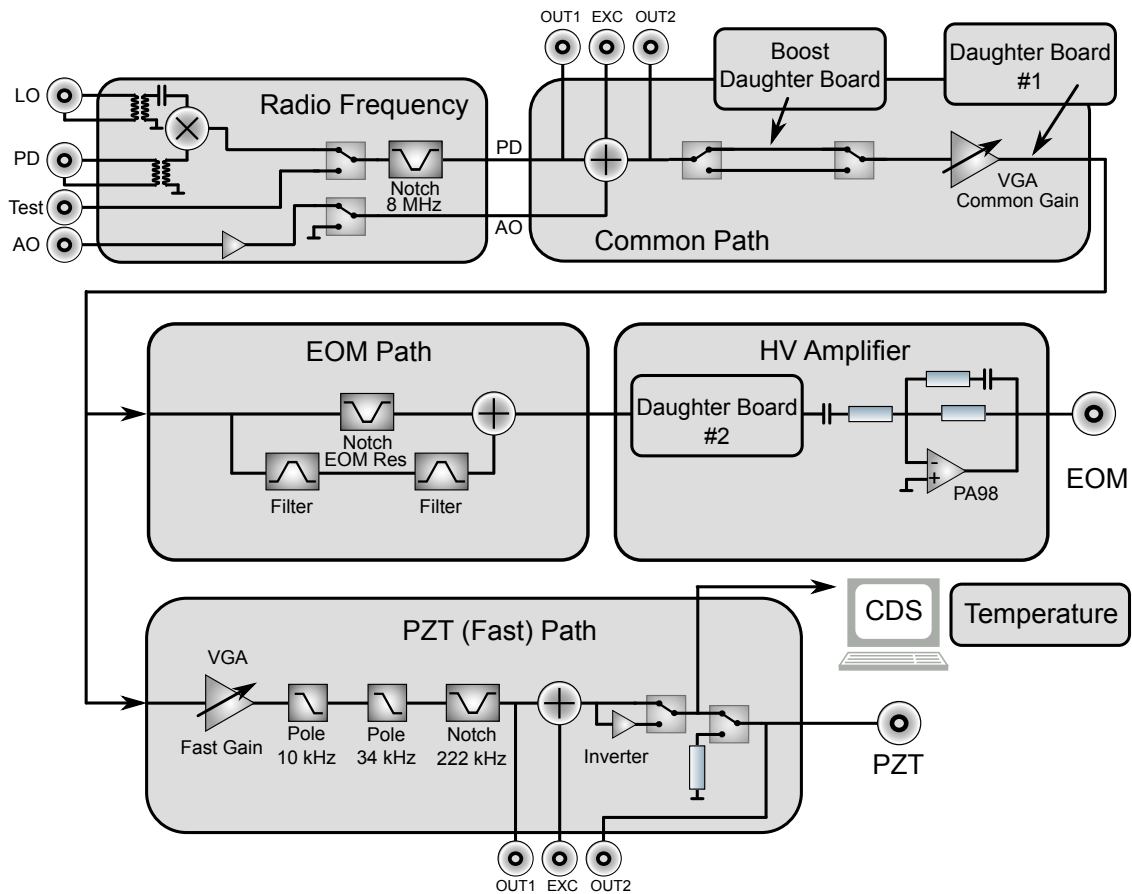 OUT1
EXC
OUT2
LO
PD
Test
AO
Radio Frequency
Notch
8 MHz
PD
AO
Boost
Daughter Board
Daughter Board
#1
VGA
Common Gain
Common Path
EOM Path
Notch
EOM Res
Filter
Filter
HV Amplifier
Daughter Board
#2
PA98
EOM
PZT (Fast) Path
VGA
Fast Gain
Pole
10 kHz
Pole
34 kHz
Notch
222 kHz
Inverter
CDS
Temperature
PZT
OUT1
EXC
OUT2